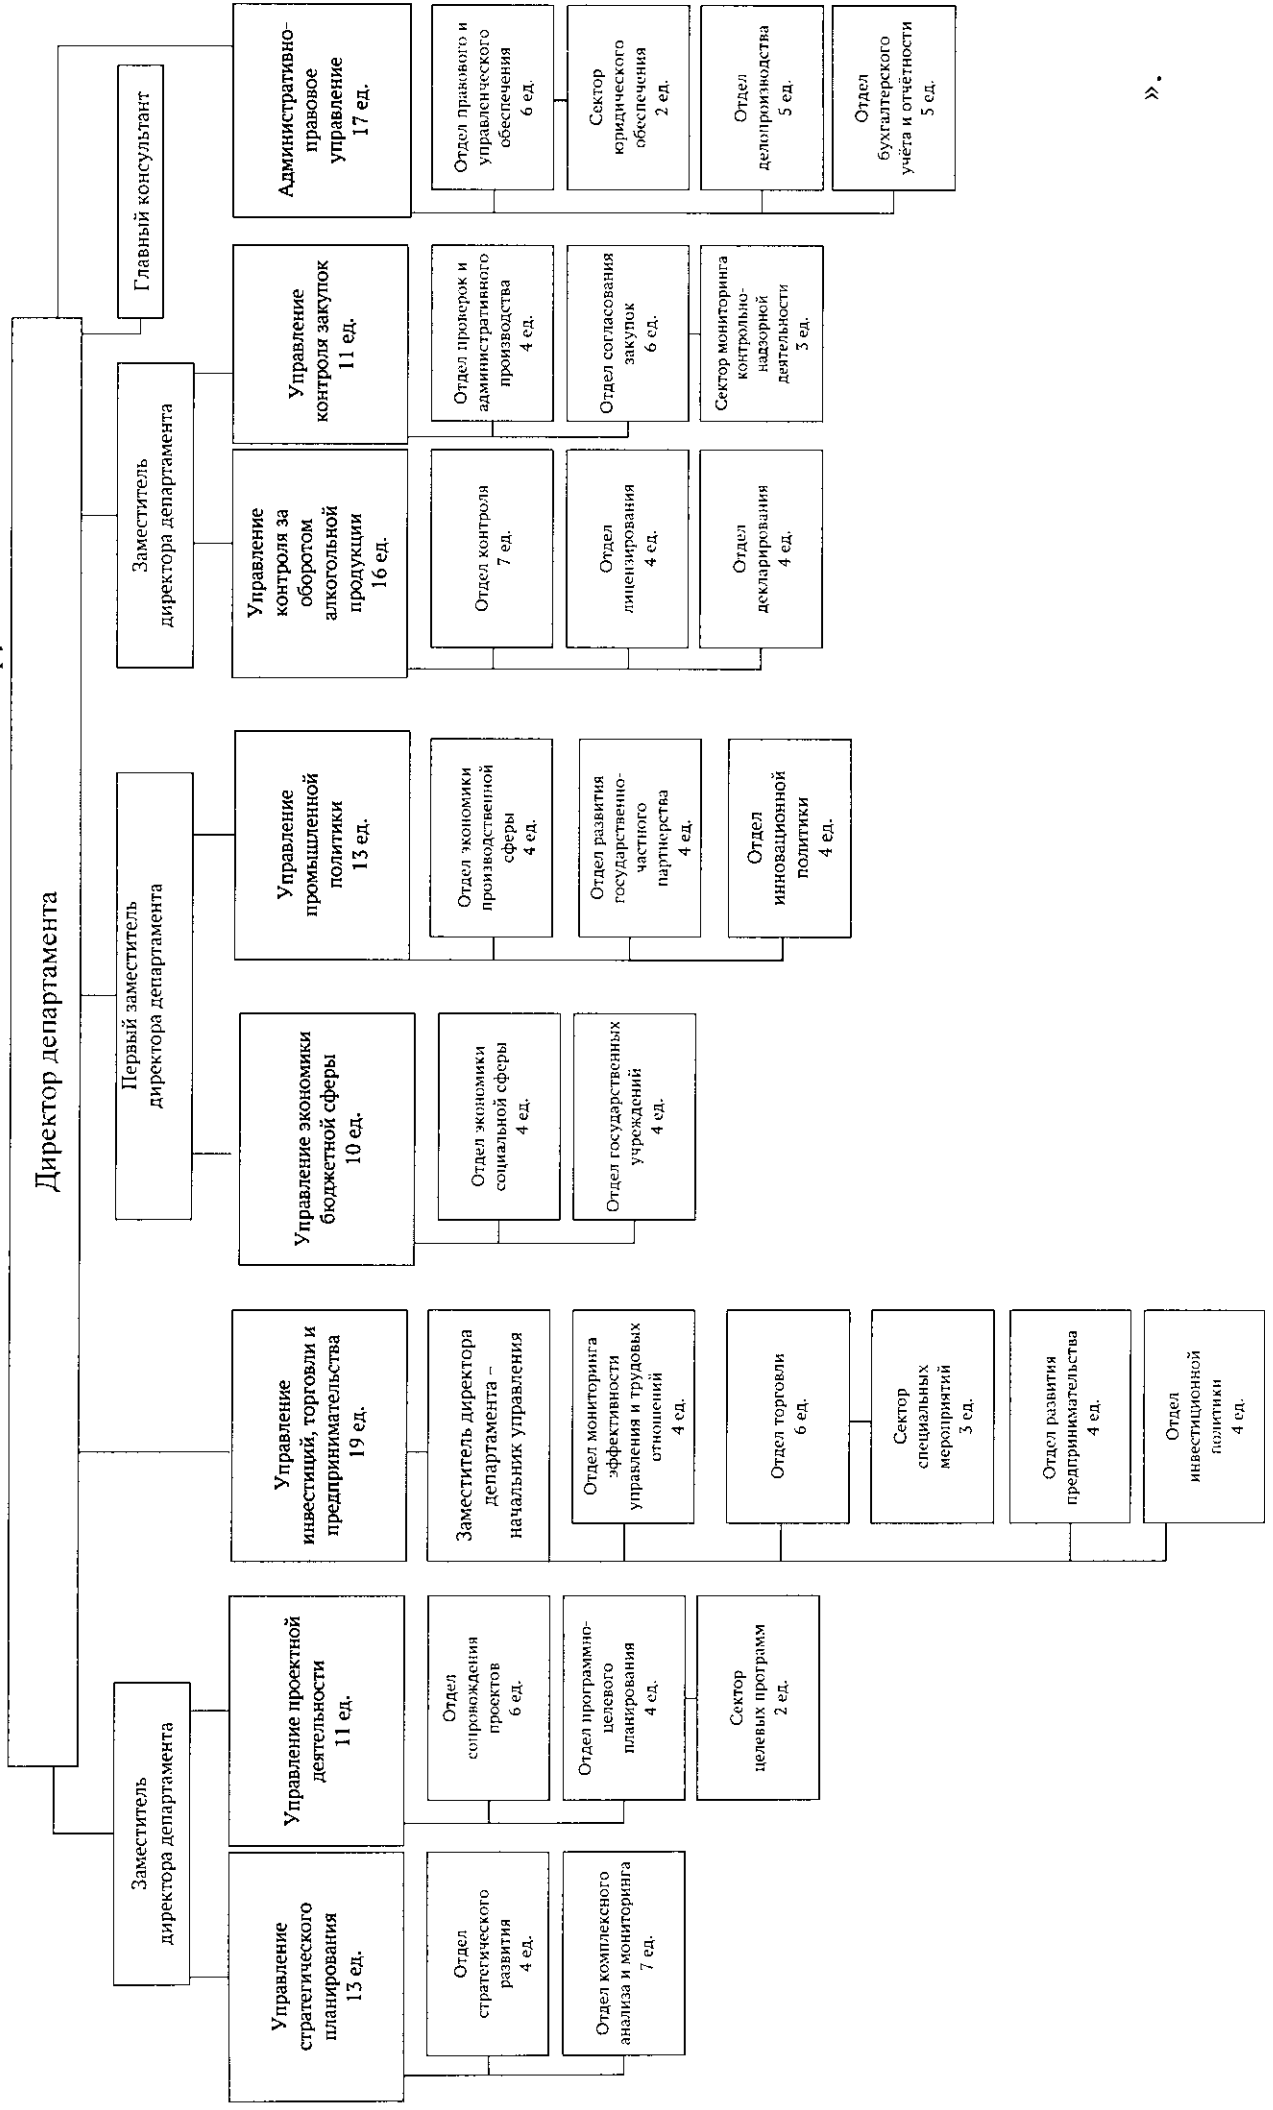 Директор департамента
Заместитель
директора департамента
Первый заместитель
директора департамента
Заместитель
директора департамента
Главный консультант
Управление
стратегического
планирования
13 ед.
Отдел
стратегического
развития
4 ед.
Отдел комплексного
анализа и мониторинга
7 ед.
Управление проектной
деятельности
11 ед.
Отдел
сопровождения
проектов
6 ед.
Отдел программно-
целевого
планирования
4 ед.
Сектор
целевых программ
2 ед.
Управление
инвестиций, торговли и
предпринимательства
19 ед.
Заместитель директора
департамента –
начальник управления
Отдел мониторинга
эффективности
управления и трудовых
отношений
4 ед.
Отдел торговли
6 ед.
Сектор
специальных
мероприятий
3 ед.
Отдел развития
предпринимательства
4 ед.
Отдел
инвестиционной
политики
4 ед.
Управление экономики
бюджетной сферы
10 ед.
Отдел экономики
социальной сферы
4 ед.
Отдел государственных
учреждений
4 ед.
Управление
промышленной
политики
13 ед.
Отдел экономики
производственной
сферы
4 ед.
Отдел развития
государственно-
частного
партнерства
4 ед.
Отдел
инновационной
политики
4 ед.
Управление
контроля за
оборотом
алкогольной
продукции
16 ед.
Отдел контроля
7 ед.
Отдел
лицензирования
4 ед.
Отдел
декларирования
4 ед.
Управление
контроля закупок
11 ед.
Отдел проверок и
административного
производства
4 ед.
Отдел согласования
закупок
6 ед.
Сектор мониторинга
контрольно-
надзорной
деятельности
3 ед.
Административно-
правовое
управление
17 ед.
Отдел правового и
управленческого
обеспечения
6 ед.
Сектор
юридического
обеспечения
2 ед.
Отдел
делопроизводства
5 ед.
Отдел
бухгалтерского
учёта и отчётности
5 ед.
».